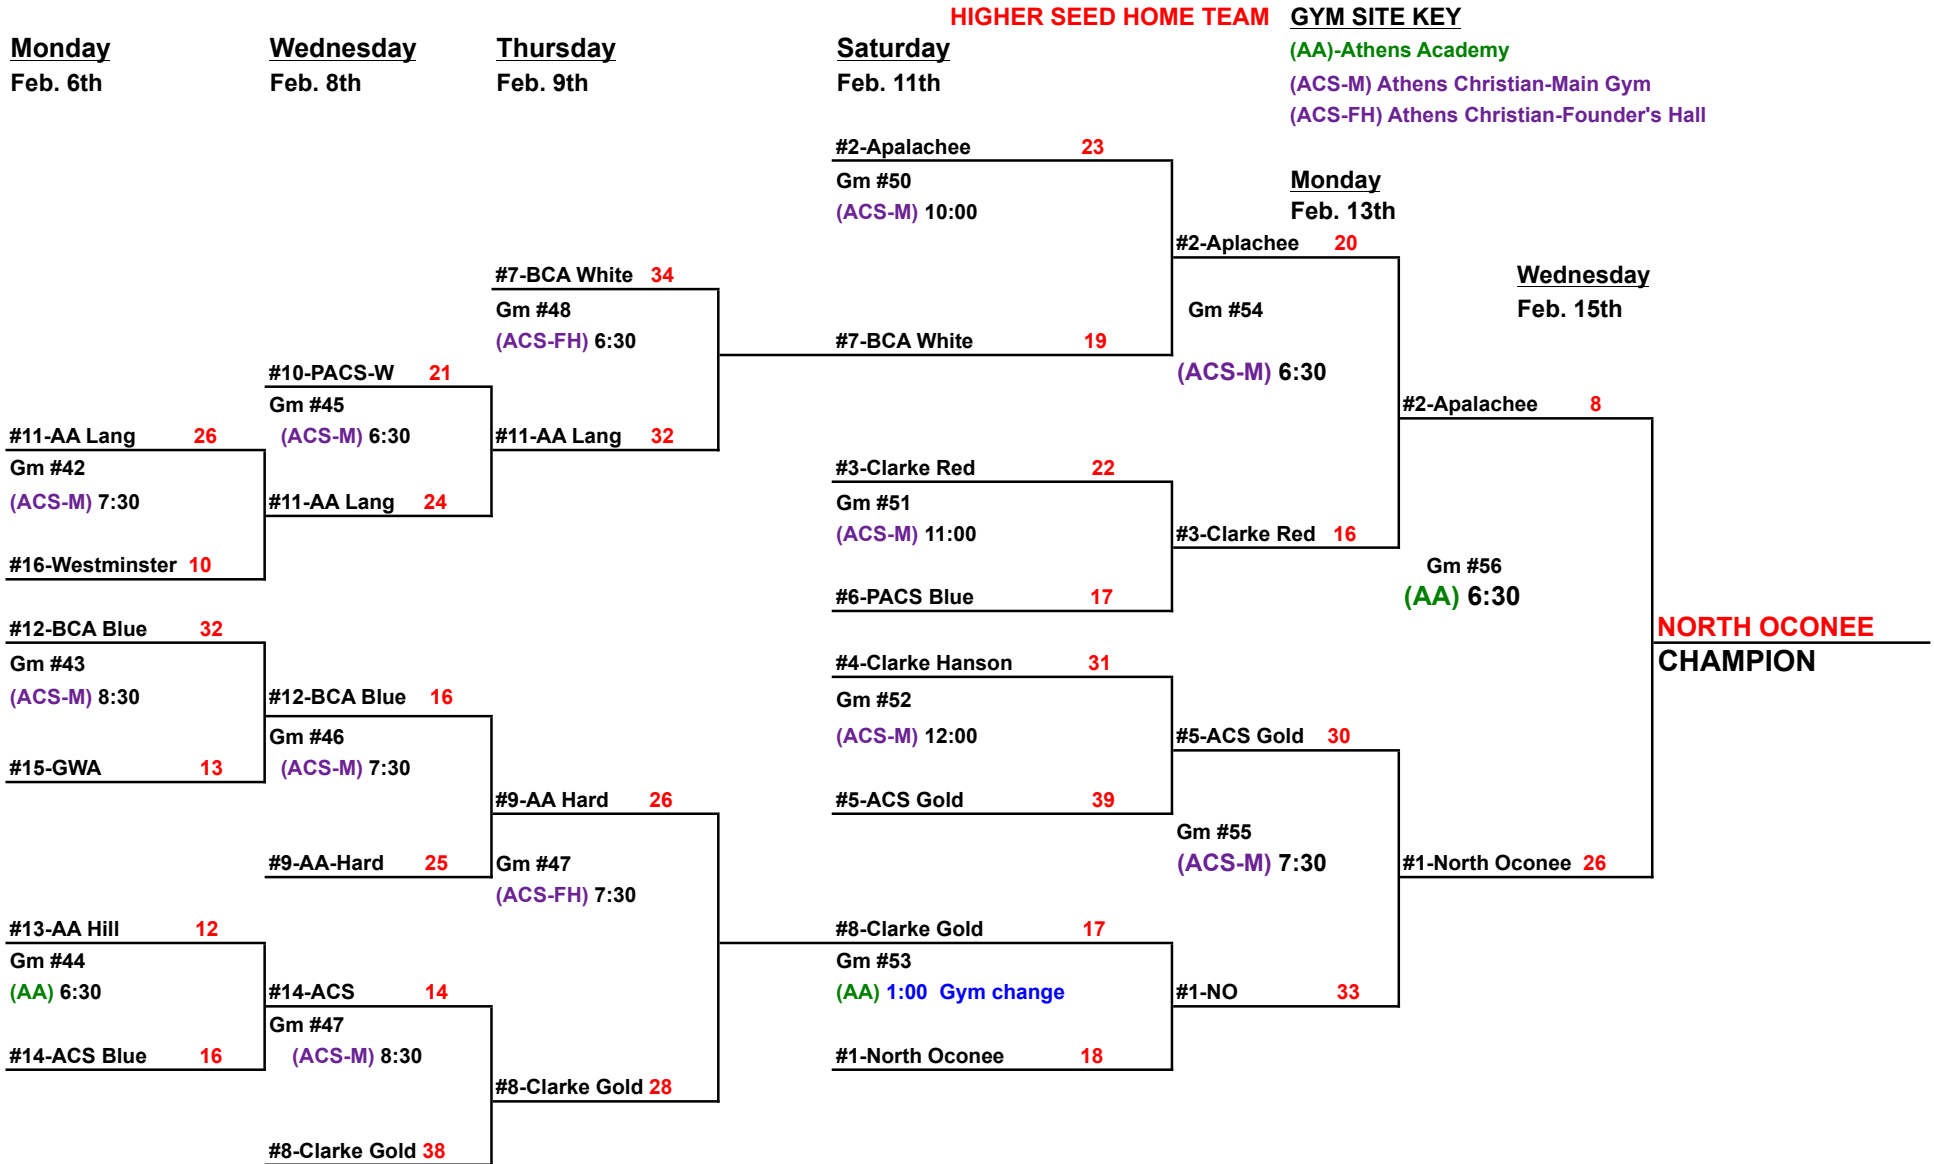 HIGHER SEED HOME TEAM
GYM SITE KEY
(AA)-Athens Academy
(ACS-M) Athens Christian-Main Gym
(ACS-FH) Athens Christian-Founder's Hall
Monday
Feb. 6th
#11-AA Lang 26
Gm #42
(ACS-M) 7:30
#16-Westminster 10
#12-BCA Blue 32
Gm #43
(ACS-M) 8:30
#15-GWA 13
#13-AA Hill 12
Gm #44
(AA) 6:30
#14-ACS Blue 16
Wednesday
Feb. 8th
#10-PACS-W 21
Gm #45
(ACS-M) 6:30
#11-AA Lang 24
#12-BCA Blue 16
Gm #46
(ACS-M) 7:30
#9-AA-Hard 25
#14-ACS 14
Gm #47
(ACS-M) 8:30
#8-Clarke Gold 38
Thursday
Feb. 9th
#7-BCA White 34
Gm #48
(ACS-FH) 6:30
#11-AA Lang 32
#9-AA Hard 26
Gm #47
(ACS-FH) 7:30
#8-Clarke Gold 28
Saturday
Feb. 11th
#2-Apalachee 23
Gm #50
(ACS-M) 10:00
#7-BCA White 19
#3-Clarke Red 22
Gm #51
(ACS-M) 11:00
#6-PACS Blue 17
#4-Clarke Hanson 31
Gm #52
(ACS-M) 12:00
#5-ACS Gold 39
#8-Clarke Gold 17
Gm #53
(AA) 1:00 Gym change
#1-North Oconee 18
Monday
Feb. 13th
#2-Aplachee 20
Gm #54
(ACS-M) 6:30
#3-Clarke Red 16
#5-ACS Gold 30
Gm #55
(ACS-M) 7:30
#1-NO 33
Wednesday
Feb. 15th
#2-Apalachee 8
Gm #56
(AA) 6:30
#1-North Oconee 26
NORTH OCONEE
CHAMPION